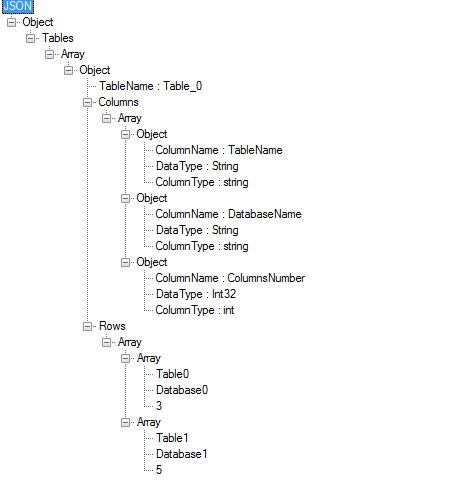 JSON
Object
Tables
Array
Object
TableName : Table_0
Columns
Array
Object
ColumnName : TableName
DataType : String
ColumnType : string
Object
ColumnName : DatabaseName
DataType : String
ColumnType : string
Object
ColumnName : ColumnsNumber
DataType : Int32
ColumnType : int
Rows
Array
Array
Table0
Database0
3
Array
Table1
Database1
5